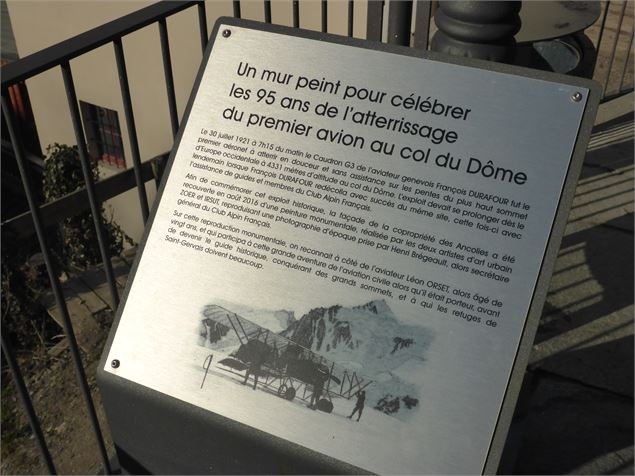 Un mur peint pour célébrer
les 95 ans de l'atterrissage
du premier avion au col du Dôme
Le 30 juillet 1921 à 7h15 du matin le Caudron G3 de l'aviateur genevois François DURAFOUR fut le
premier aéronef à atterrir en douceur et sans assistance sur les pentes du plus haut sommet
d'Europe occidentale à 4331 mètres d'altitude au col du Dôme. L'exploit devait se prolonger dès le
lendemain lorsque François DURAFOUR redécolla avec succès du même site, cette fois-ci avec
l'assistance de guides et membres du Club Alpin Français.
Afin de commémorer cet exploit historique, la façade de la copropriété des Ancolies a été
recouverte en août 2016 d'une peinture monumentale, réalisée par les deux artistes d'art urbain
ZOER et IRSUT, reproduisant une photographie d'époque prise par Henri Brégeault, alors secrétaire
général du Club Alpin Français.
Sur cette reproduction monumentale, on reconnaît à côté de l'aviateur Léon ORSET, alors âgé de
vingt ans, et qui participa à cette grande aventure de l'aviation civile alors qu'il était porteur, avant
de devenir le guide historique, conquérant des grands sommets, et à qui les refuges de
Saint-Gervais doivent beaucoup.